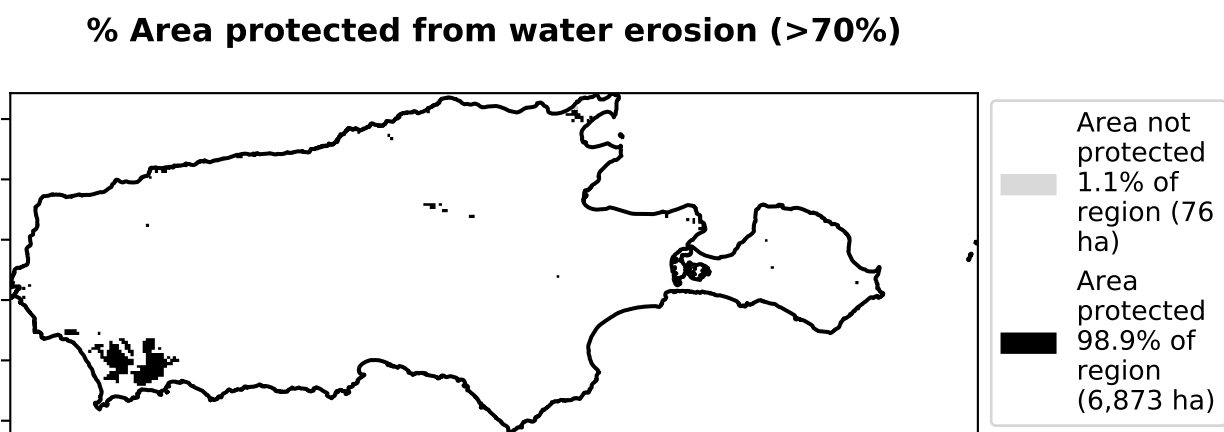 % Area protected from water erosion (>70%)
Area not
protected
1.1% of
region (76
ha)
Area
protected
98.9% of
region
(6,873 ha)